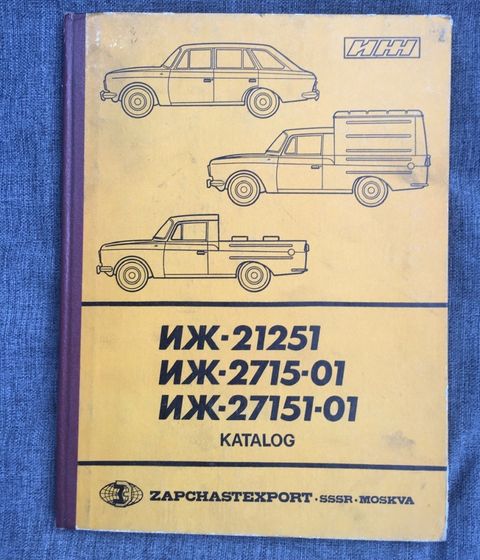 ИЖ
ИЖ-21251
ИЖ-2715-01
ИЖ-27151-01
KATALOG
ZAPCHASTEXPORT · SSSR · MOSKVA